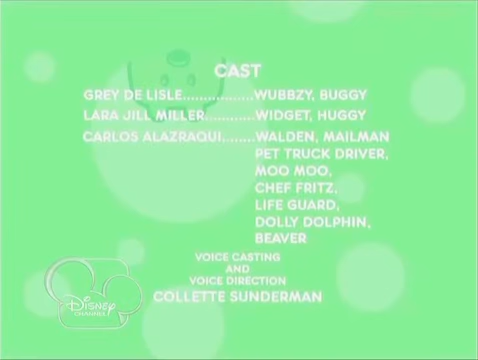 CAST
GREY DE LISLE.................WUBBZY, BUGGY
LARA JILL MILLER............WIDGET, HUGGY
CARLOS ALAZRAQUI........WALDEN, MAILMAN
PET TRUCK DRIVER,
MOO MOO,
CHEF FRITZ,
LIFE GUARD,
DOLLY DOLPHIN,
BEAVER
VOICE CASTING
AND
VOICE DIRECTION
COLLETTE SUNDERMAN
Disney
CHANNEL